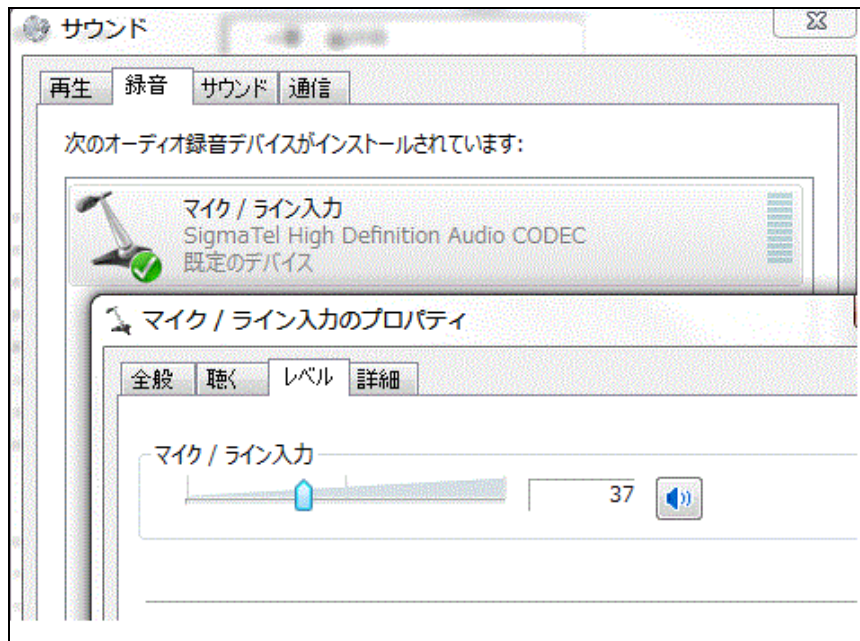 サウンド
再生 録音 サウンド 通信
次のオーディオ録音デバイスがインストールされています:
マイク / ライン入力
SigmaTel High Definition Audio CODEC
既定のデバイス
マイク / ライン入力のプロパティ
全般 聴く レベル 詳細
マイク / ライン入力
37